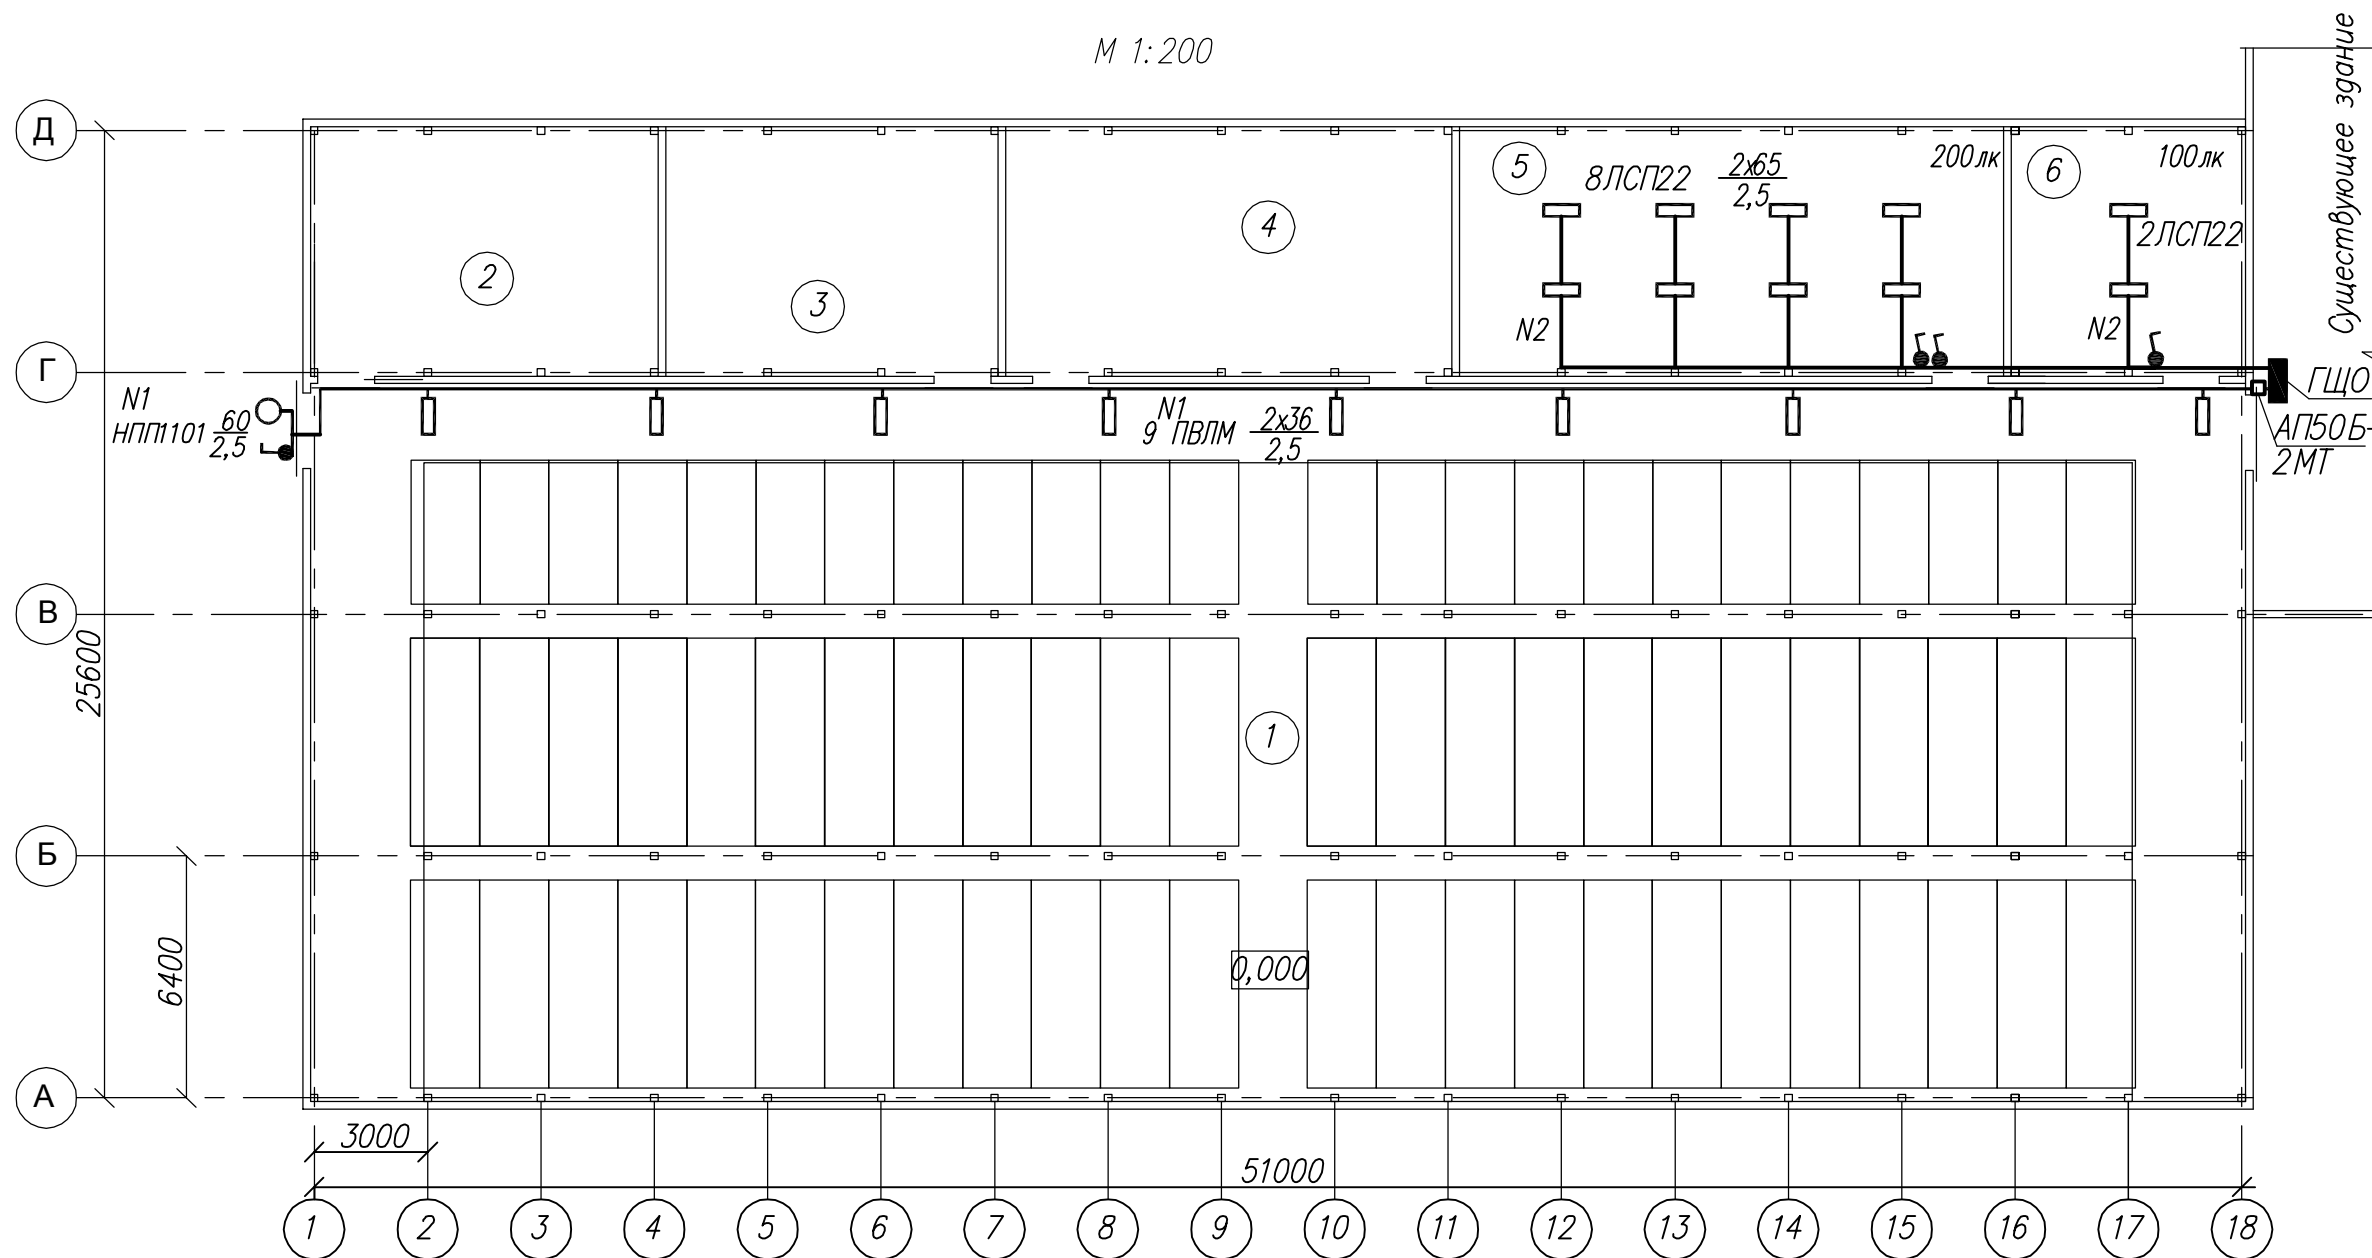 М 1:200
Существующее здание
Д
5
8ЛСП22 2x65
2,5
200лк
6
100лк
2ЛСП22
4
2
3
N2
N2
Г
ГЩО
N1
НПП1101 60
2,5
N1
9 ПВЛМ 2x36
2,5
АП50Б-
2МТ
В
25600
1
Б
6400
0,000
А
3000
51000
1 2 3 4 5 6 7 8 9 10 11 12 13 14 15 16 17 18